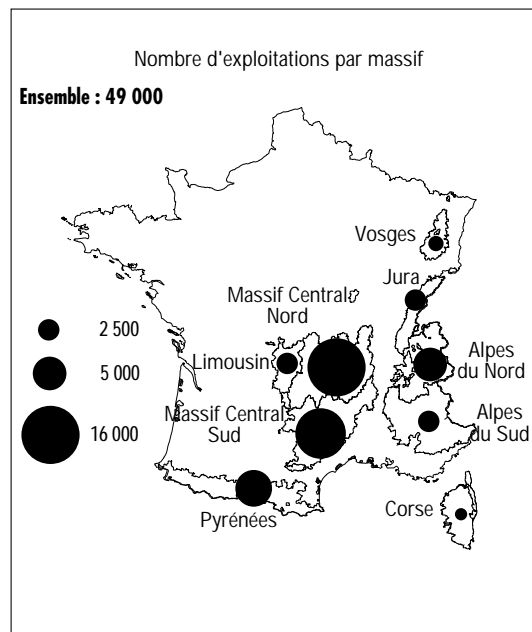 Nombre d'exploitations par massif
Ensemble : 49 000
Vosges
Jura
Massif Central
Nord
2 500
5 000
16 000
Limousin
Alpes
du Nord
Massif Central
Sud
Alpes
du Sud
Pyrénées
Corse